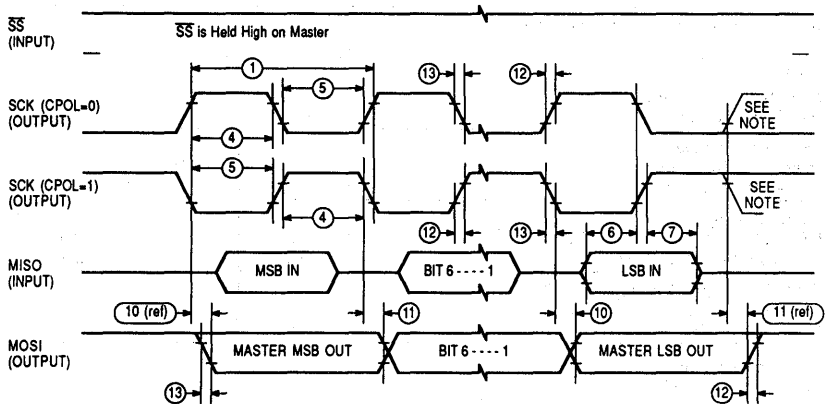 SS
(INPUT)
SS is Held High on Master
1
13
12
5
SCK (CPOL=0)
(OUTPUT)
SEE
NOTE
4
5
SCK (CPOL=1)
(OUTPUT)
SEE
NOTE
4
12
13
6
7
MISO
(INPUT)
MSB IN
BIT 6 - - - - 1
LSB IN
10 (ref)
11
10
11 (ref)
MOSI
(OUTPUT)
MASTER MSB OUT
BIT 6 - - - - 1
MASTER LSB OUT
13
12